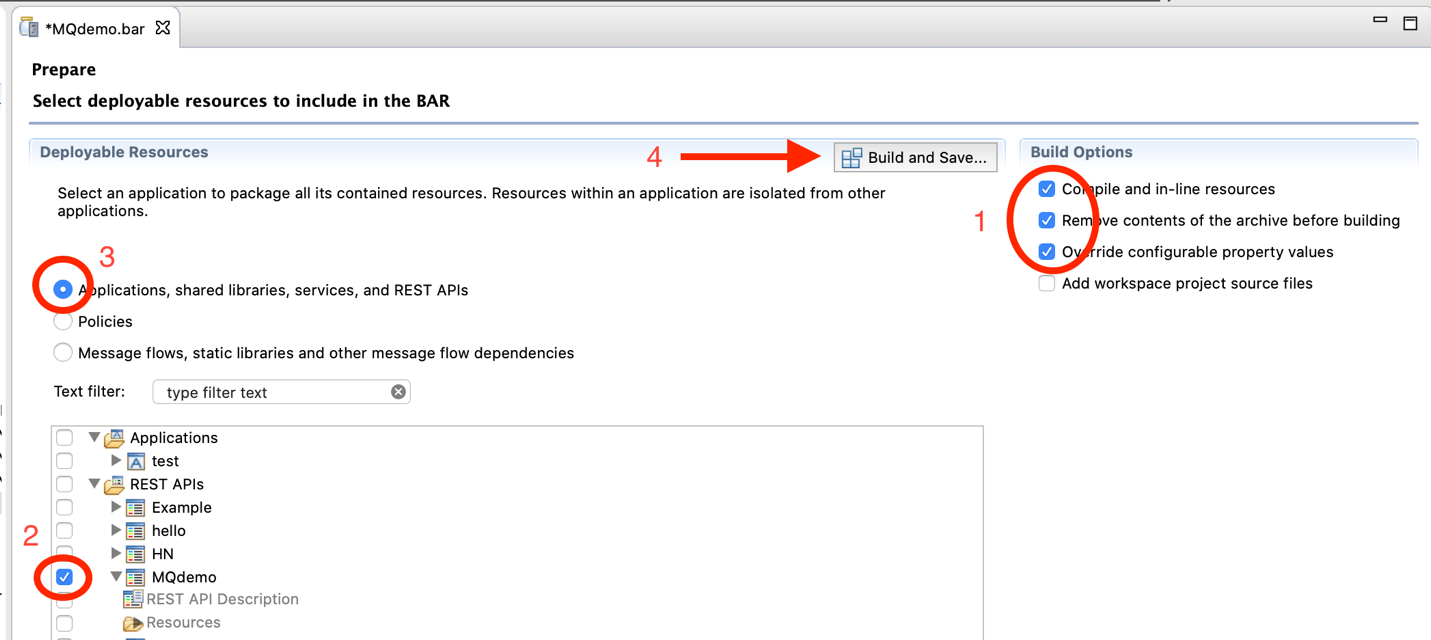 *MQdemo.bar
Prepare
Select deployable resources to include in the BAR
Deployable Resources
4
Build and Save...
Build Options
Select an application to package all its contained resources. Resources within an application are isolated from other
applications.
1
Compile and in-line resources
Remove contents of the archive before building
Override configurable property values
Add workspace project source files
3
Applications, shared libraries, services, and REST APIs
Policies
Message flows, static libraries and other message flow dependencies
Text filter:
type filter text
Applications
test
REST APIs
Example
hello
2
HN
MQdemo
REST API Description
Resources